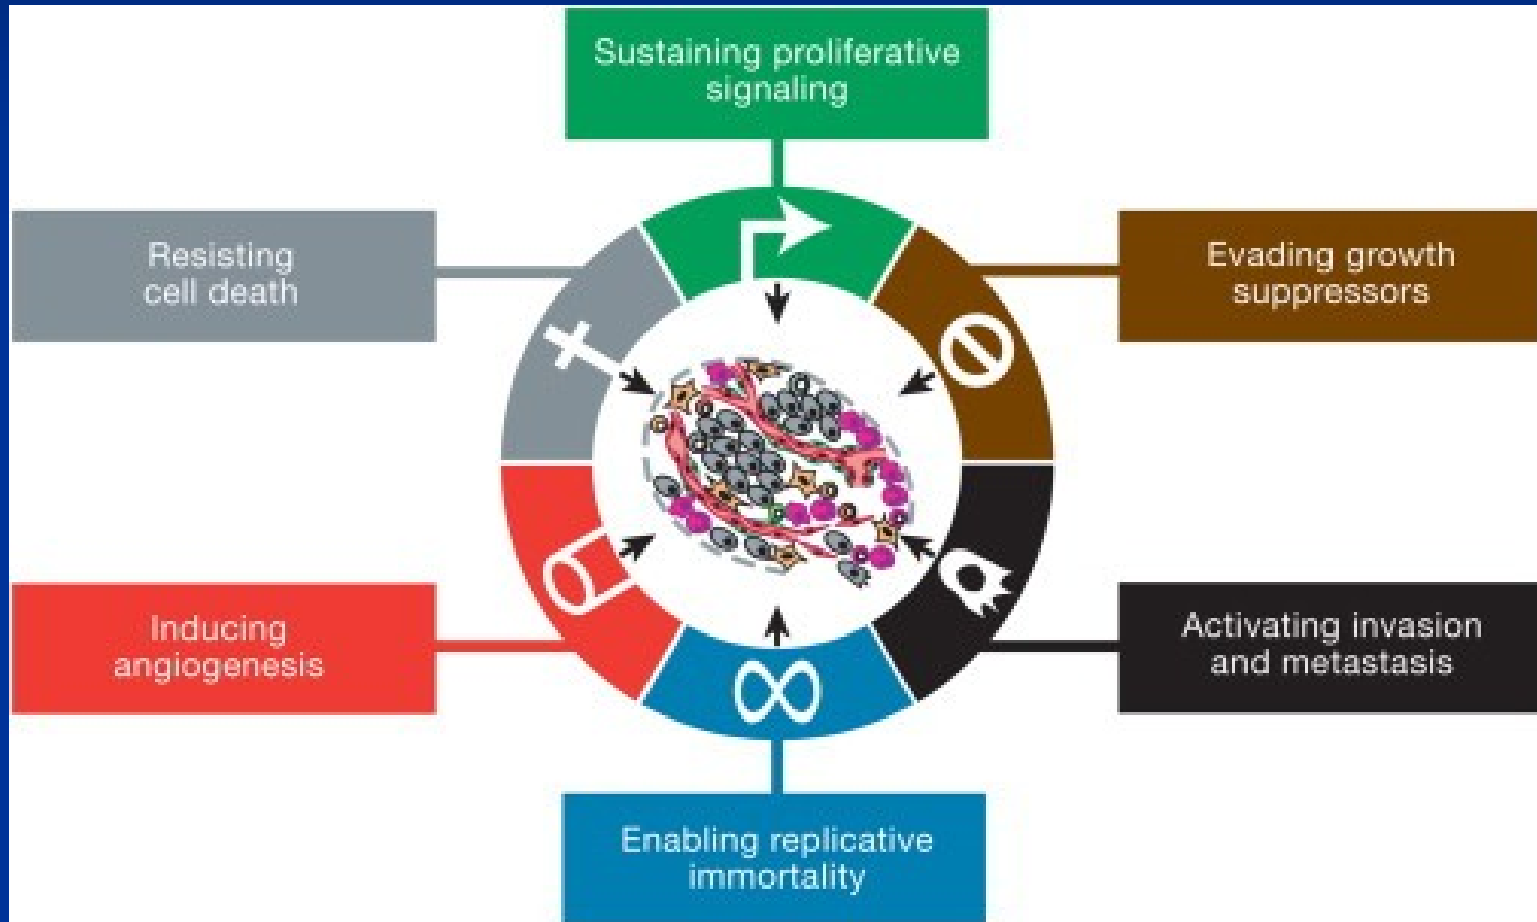 Sustaining proliferative
signaling
Resisting
cell death
Evading growth
suppressors
Inducing
angiogenesis
Activating invasion
and metastasis
Enabling replicative
immortality